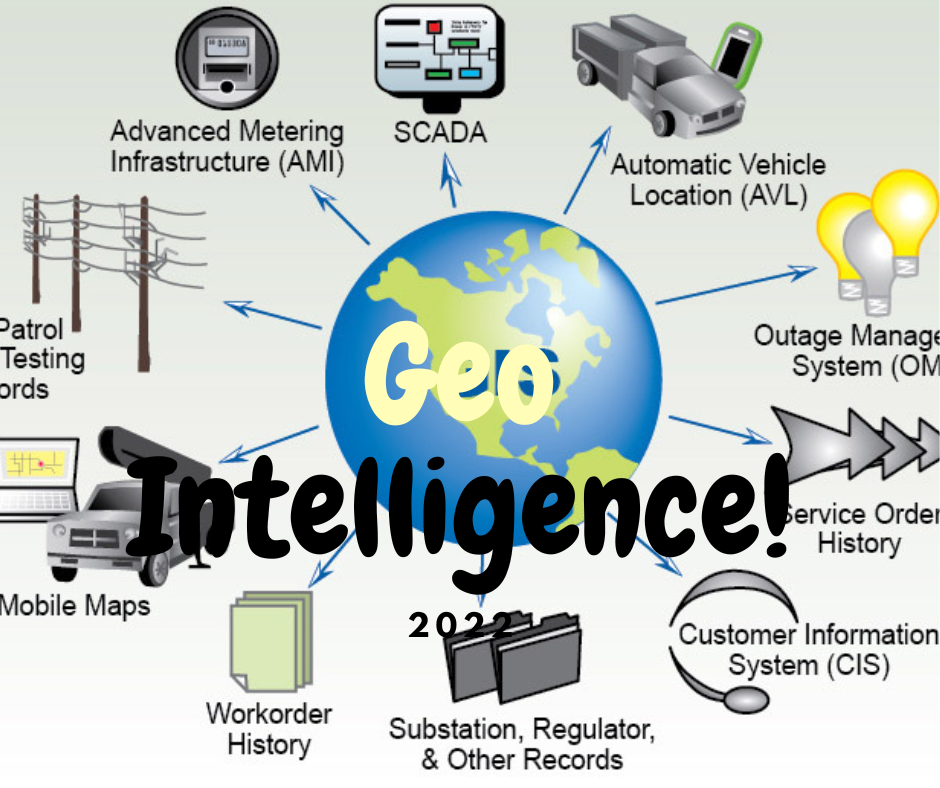 Advanced Metering
Infrastructure (AMI)
SCADA
Automatic Vehicle
Location (AVL)
Patrol
Testing
ords
Outage Manage
System (OM
Geo
Intelligence!
2022
Service Order
History
Mobile Maps
Workorder
History
Substation, Regulator,
& Other Records
Customer Information
System (CIS)